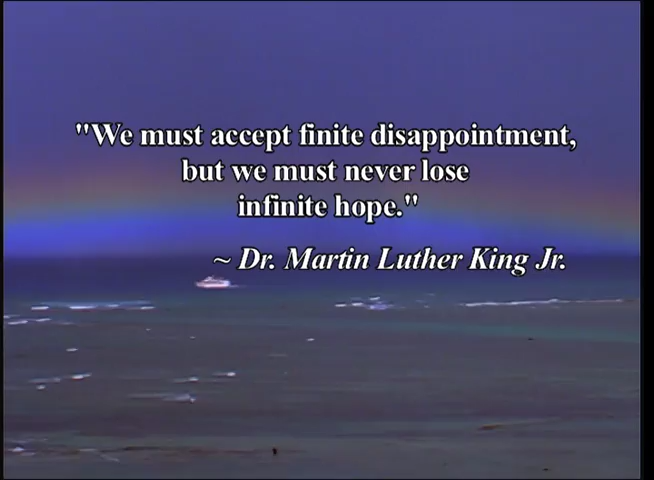 "We must accept finite disappointment,
but we must never lose
infinite hope."
~ Dr. Martin Luther King Jr.